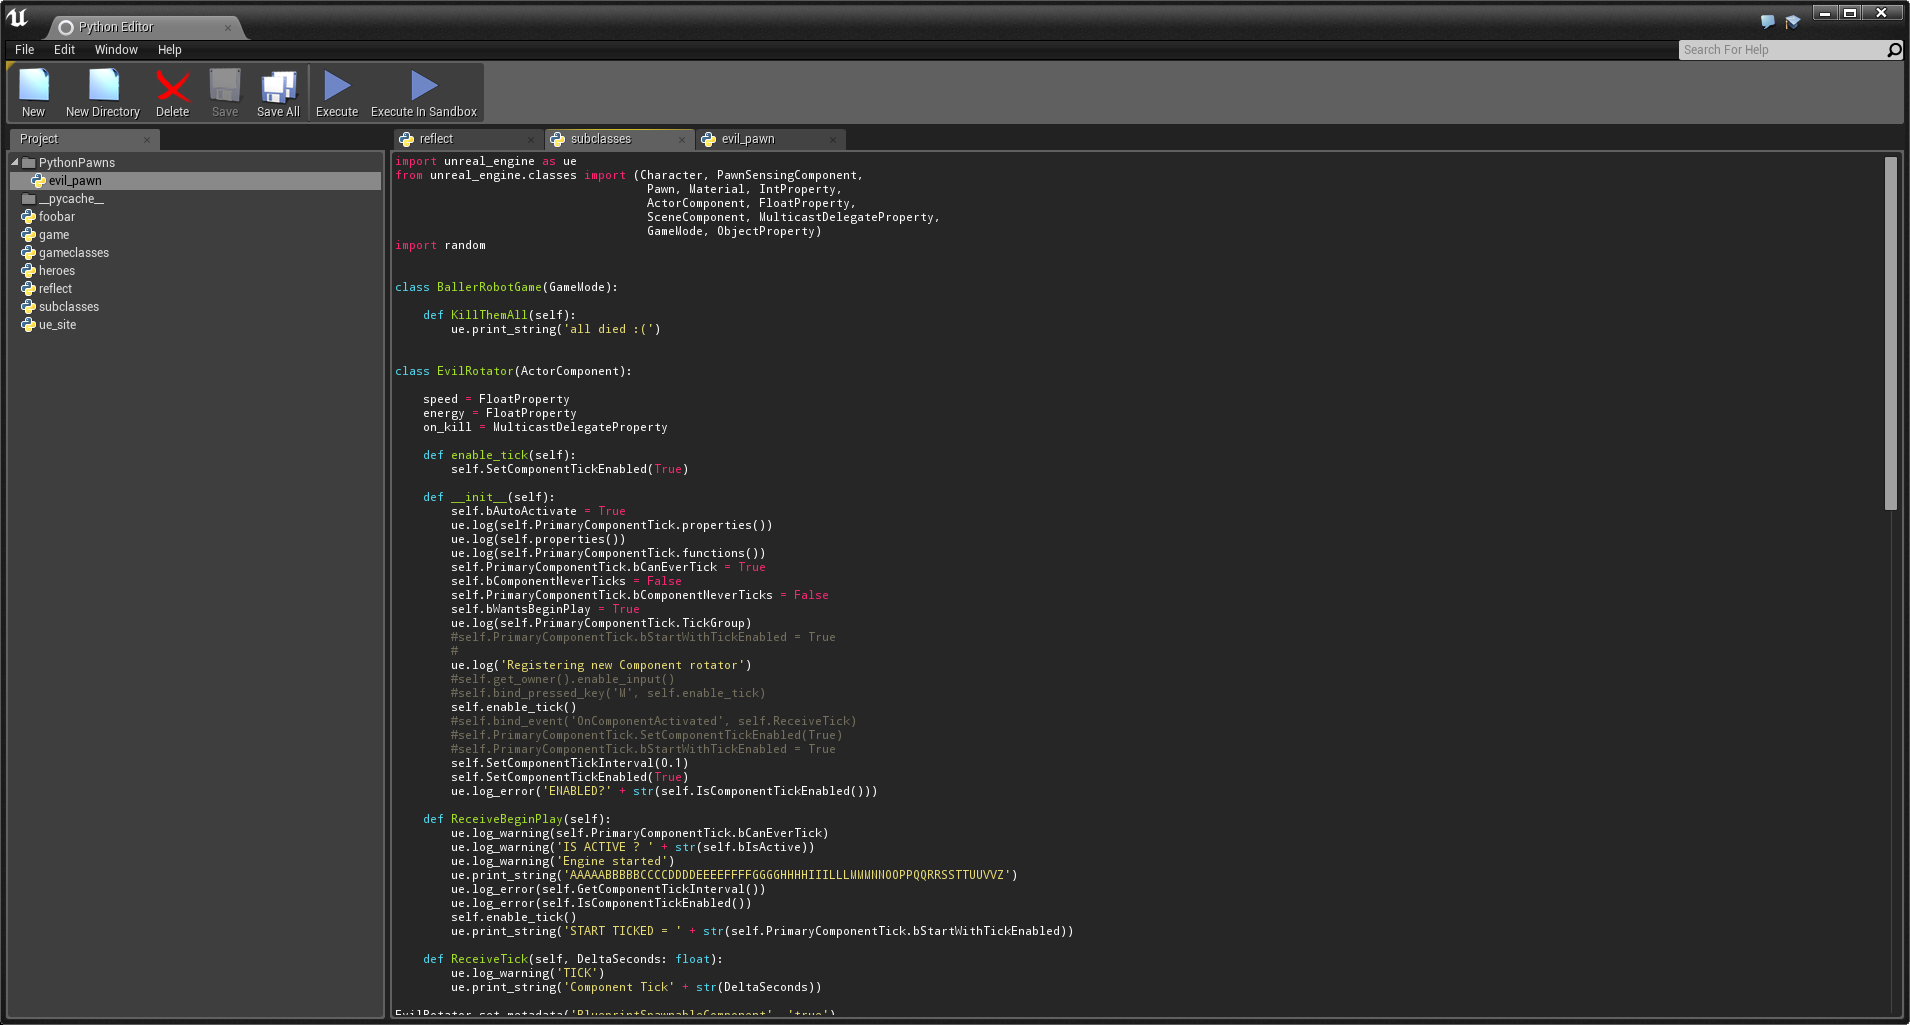 Python Editor
File Edit Window Help
Search For Help
New New Directory Delete Save Save All Execute Execute In Sandbox
Project
PythonPawns
evil_pawn
__pycache__
foobar
game
gameclasses
heroes
reflect
subclasses
ue_site
reflect subclasses evil_pawn
import unreal_engine as ue
from unreal_engine.classes import (Character, PawnSensingComponent,
                                    Pawn, Material, IntProperty,
                                    ActorComponent, FloatProperty,
                                    SceneComponent, MulticastDelegateProperty,
                                    GameMode, ObjectProperty)
import random
class BallerRobotGame(GameMode):
    def KillThemAll(self):
        ue.print_string('all died :(')
class EvilRotator(ActorComponent):
    speed = FloatProperty
    energy = FloatProperty
    on_kill = MulticastDelegateProperty
    def enable_tick(self):
        self.SetComponentTickEnabled(True)
    def __init__(self):
        self.bAutoActivate = True
        ue.log(self.PrimaryComponentTick.properties())
        ue.log(self.properties())
        ue.log(self.PrimaryComponentTick.functions())
        self.PrimaryComponentTick.bCanEverTick = True
        self.bComponentNeverTicks = False
        self.PrimaryComponentTick.bComponentNeverTicks = False
        self.bWantsBeginPlay = True
        ue.log(self.PrimaryComponentTick.TickGroup)
        #self.PrimaryComponentTick.bStartWithTickEnabled = True
        #
        ue.log('Registering new Component rotator')
        #self.get_owner().enable_input()
        #self.bind_pressed_key('M', self.enable_tick)
        self.enable_tick()
        #self.bind_event('OnComponentActivated', self.ReceiveTick)
        #self.PrimaryComponentTick.SetComponentTickEnabled(True)
        #self.PrimaryComponentTick.bStartWithTickEnabled = True
        self.SetComponentTickInterval(0.1)
        self.SetComponentTickEnabled(True)
        ue.log_error('ENABLED?' + str(self.IsComponentTickEnabled()))
    def ReceiveBeginPlay(self):
        ue.log_warning(self.PrimaryComponentTick.bCanEverTick)
        ue.log_warning('IS ACTIVE ? ' + str(self.bIsActive))
        ue.log_warning('Engine started')
        ue.print_string('AAAAABBBBBCCCCDDDDEEEEFFFFGGGGHHHHIIILLLMMMNNOOPPQQRRSSTTUUVVZ')
        ue.log_error(self.GetComponentTickInterval())
        ue.log_error(self.IsComponentTickEnabled())
        self.enable_tick()
        ue.print_string('START TICKED = ' + str(self.PrimaryComponentTick.bStartWithTickEnabled))
    def ReceiveTick(self, DeltaSeconds: float):
        ue.log_warning('TICK')
        ue.print_string('Component Tick' + str(DeltaSeconds))
EvilRotator.set_metadata('BlueprintSpawnableComponent', 'true')